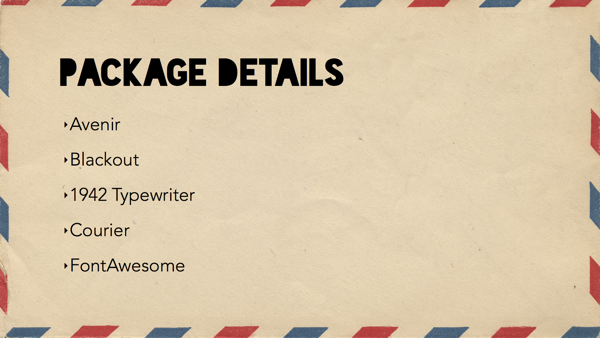 PACKAGE DETAILS
‣Avenir
‣Blackout
‣1942 Typewriter
‣Courier
‣FontAwesome